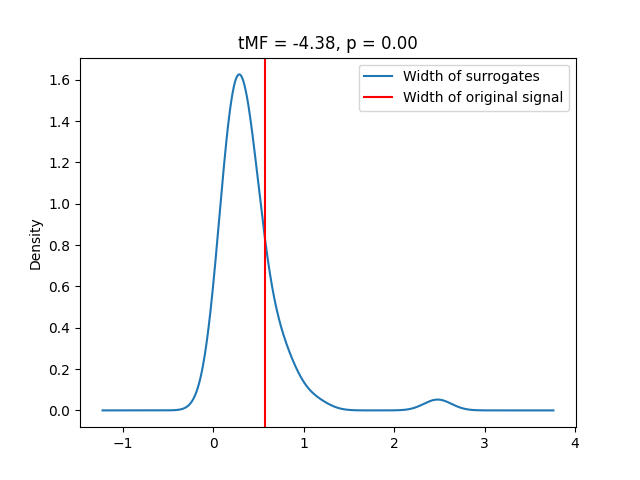 tMF = -4.38, p = 0.00
Width of surrogates
Width of original signal
Density
1.6
1.4
1.2
1.0
0.8
0.6
0.4
0.2
0.0
−1 0 1 2 3 4